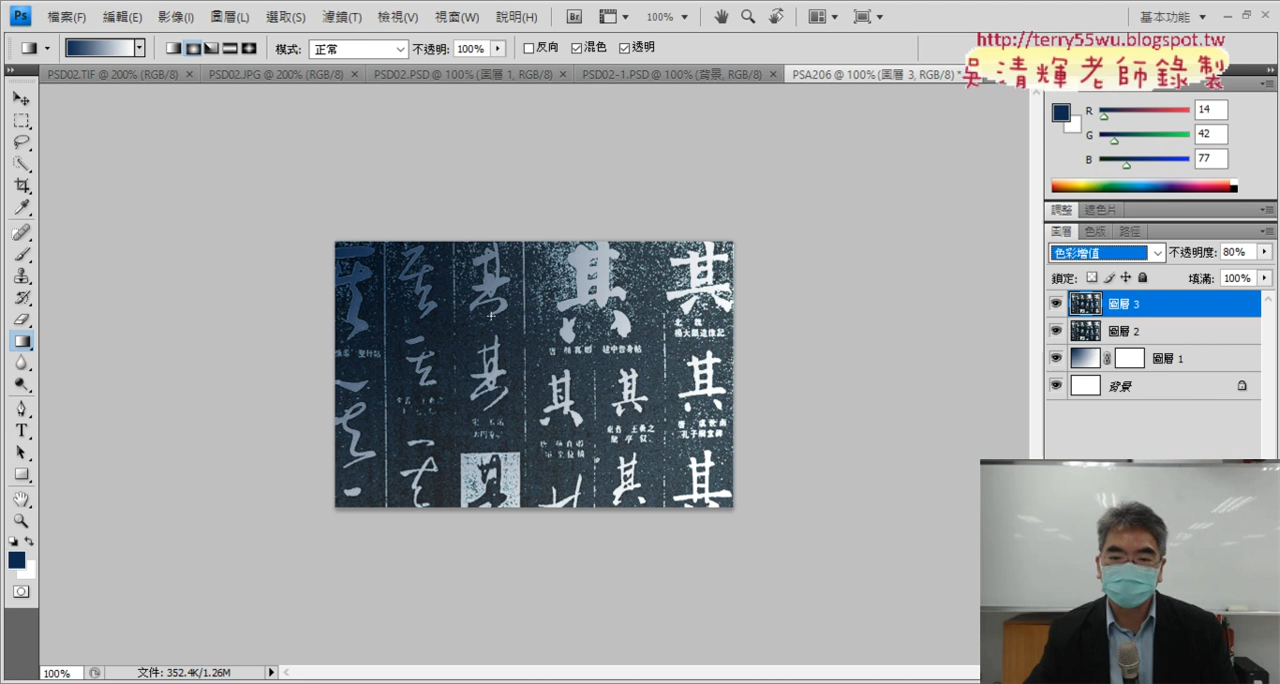 檔案(F) 編輯(E) 影像(I) 圖層(L) 選取(S) 濾鏡(T) 檢視(V) 視窗(W) 說明(H) Br 100% 基本功能
http://terry55wu.blogspot.tw
吳清輝老師錄製
模式: 正常 不透明: 100% 反向 混色 透明
PSD02.TIF @ 200% (RGB/8) PSD02.JPG @ 200% (RGB/8) PSD02.PSD @ 100% (圖層 1, RGB/8) PSD02-1.PSD @ 100% (背景, RGB/8) PSA206 @ 100% (圖層 3, RGB/8) *
R 14
G 42
B 77
調整 遮色片
圖層 色版 路徑
色彩增值 不透明度: 80%
鎖定: 填滿: 100%
圖層 3
圖層 2
圖層 1
背景
其 其
其
其 其 其
其 其
100% 文件: 352.4K/1.26M